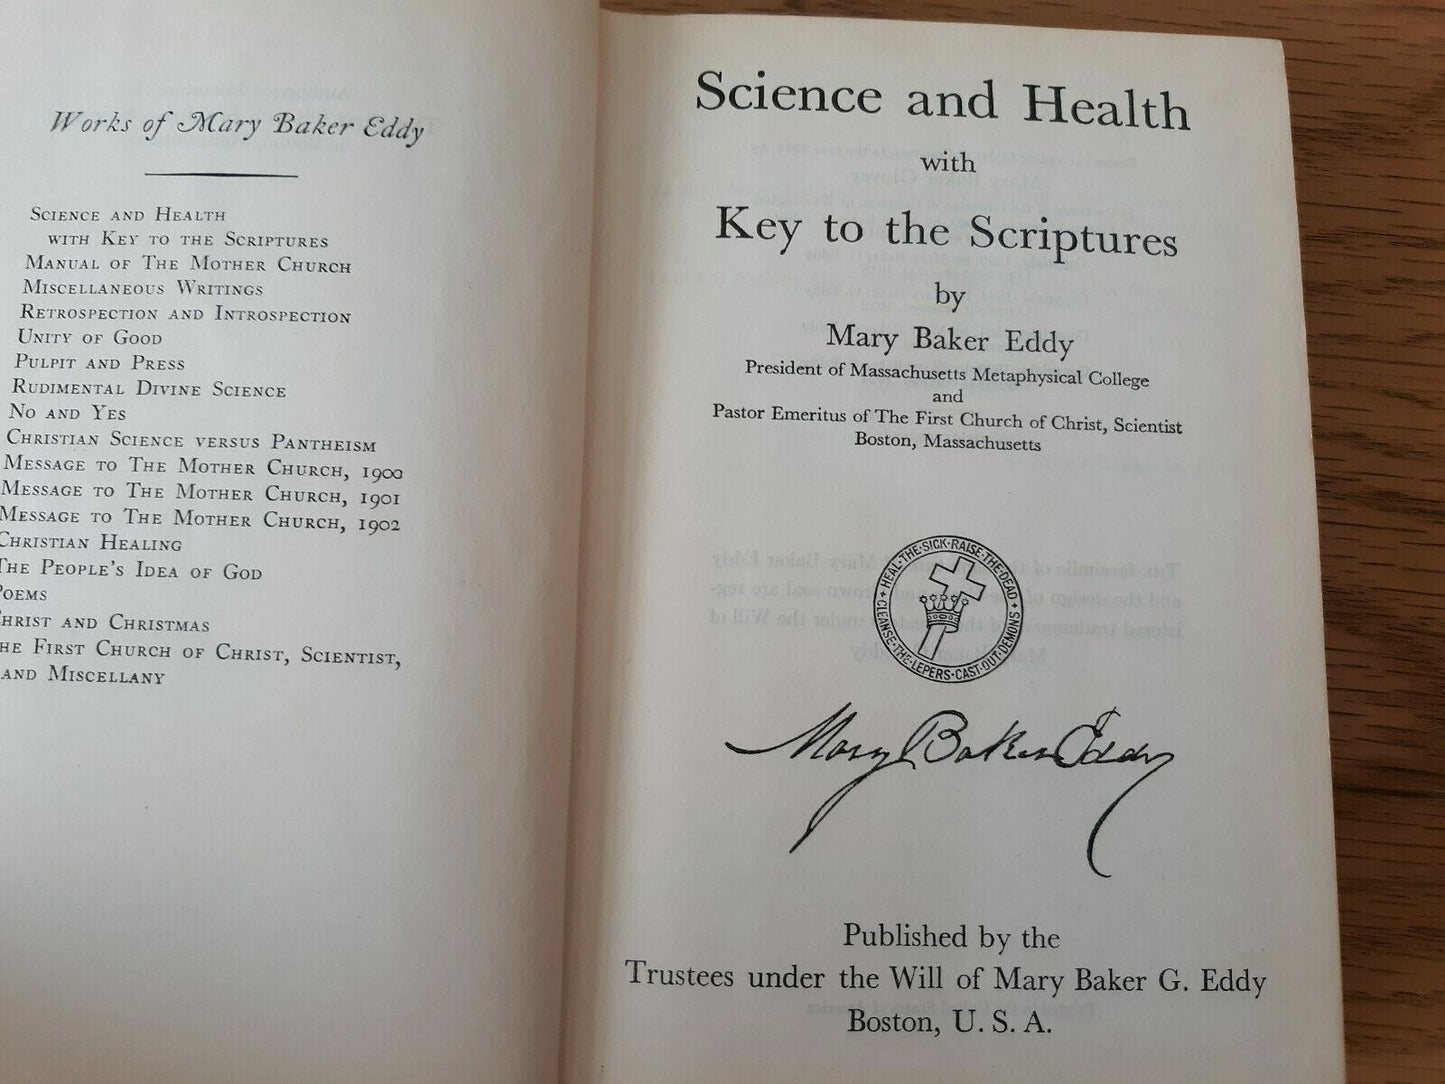 Works of Mary Baker Eddy
Science and Health
with Key to the Scriptures
Manual of The Mother Church
Miscellaneous Writings
Retrospection and Introspection
Unity of Good
Pulpit and Press
Rudimental Divine Science
No and Yes
Christian Science versus Pantheism
Message to The Mother Church, 1900
Message to The Mother Church, 1901
Message to The Mother Church, 1902
Christian Healing
The People's Idea of God
Poems
Christ and Christmas
The First Church of Christ, Scientist,
and Miscellany
Science and Health
with
Key to the Scriptures
by
Mary Baker Eddy
President of Massachusetts Metaphysical College
and
Pastor Emeritus of The First Church of Christ, Scientist
Boston, Massachusetts
HEAL·THE·SICK·RAISE·THE·DEAD
CLEANSE·THE·LEPERS·CAST·OUT·DEMONS
Mary Baker Eddy
Published by the
Trustees under the Will of Mary Baker G. Eddy
Boston, U. S. A.